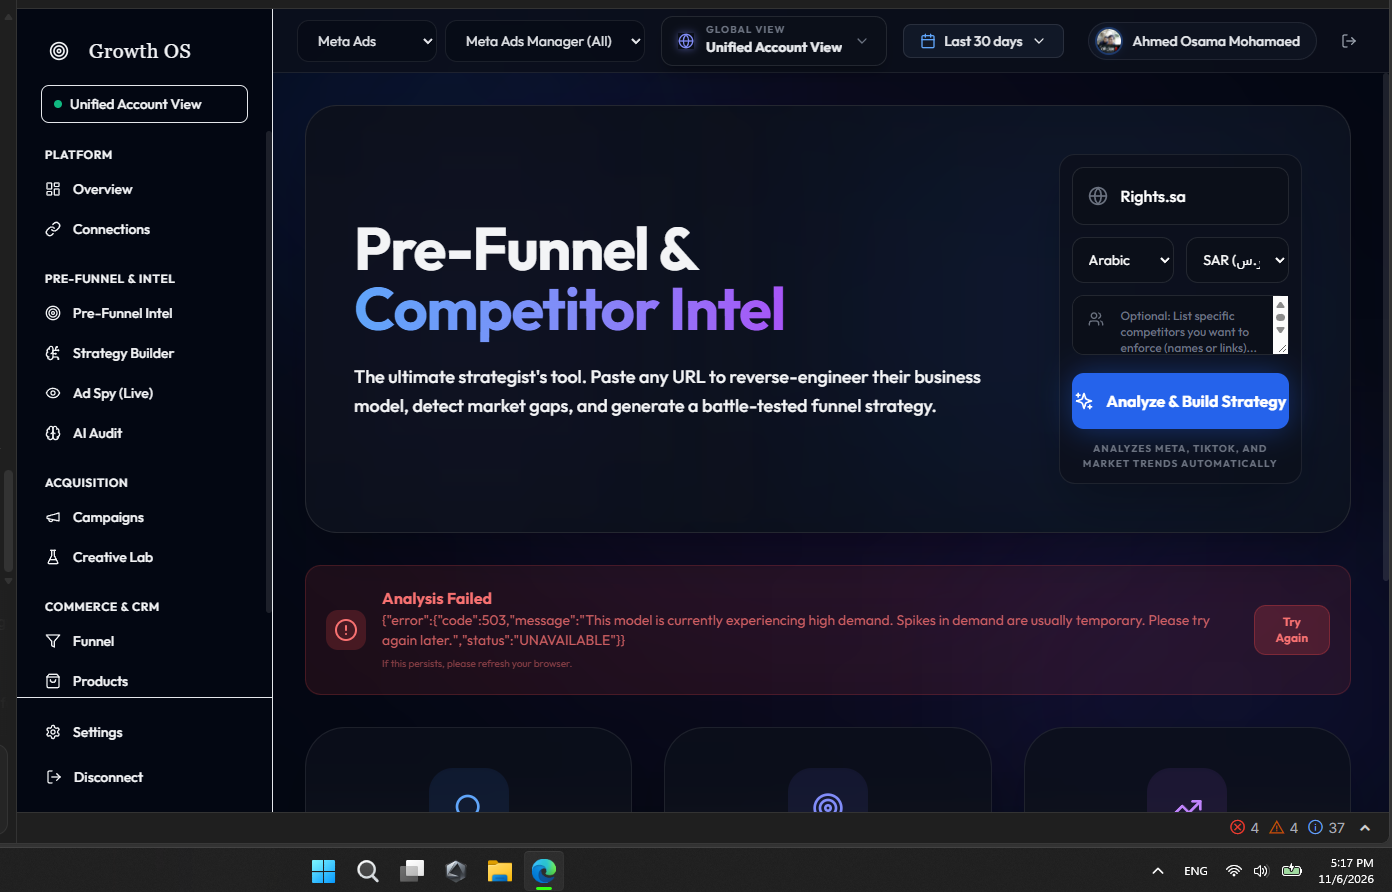 Growth OS
Unified Account View
PLATFORM
Overview
Connections
PRE-FUNNEL & INTEL
Pre-Funnel Intel
Strategy Builder
Ad Spy (Live)
AI Audit
ACQUISITION
Campaigns
Creative Lab
COMMERCE & CRM
Funnel
Products
Settings
Disconnect
Meta Ads
Meta Ads Manager (All)
GLOBAL VIEW
Unified Account View
Last 30 days
Ahmed Osama Mohamaed
Pre-Funnel &
Competitor Intel
The ultimate strategist's tool. Paste any URL to reverse-engineer their business
model, detect market gaps, and generate a battle-tested funnel strategy.
Rights.sa
Arabic
SAR (ر.س
Optional: List specific
competitors you want to
enforce (names or links)...
Analyze & Build Strategy
ANALYZES META, TIKTOK, AND
MARKET TRENDS AUTOMATICALLY
Analysis Failed
{"error":{"code":503,"message":"This model is currently experiencing high demand. Spikes in demand are usually temporary. Please try
again later.","status":"UNAVAILABLE"}}
If this persists, please refresh your browser.
Try
Again
4
4
37
ENG
5:17 PM
11/6/2026